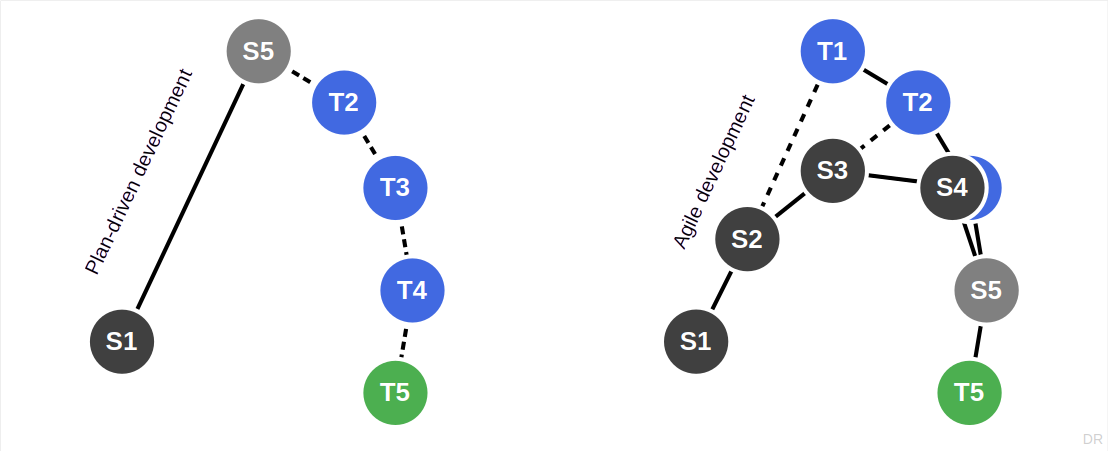 Plan-driven development
S5
T2
T3
T4
T5
S1
Agile development
T1
T2
S3
S4
S2
S5
S1
T5
DR